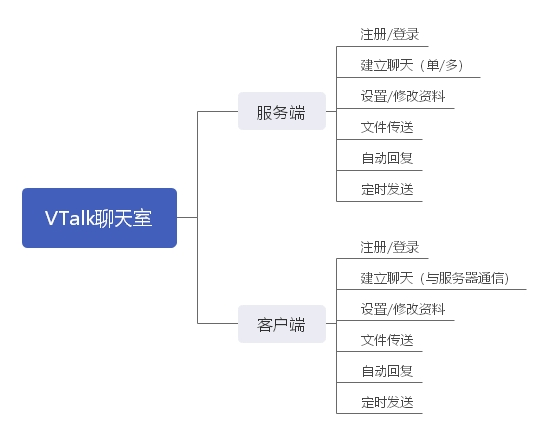 VTalk聊天室
服务端
注册/登录
建立聊天（单/多）
设置/修改资料
文件传送
自动回复
定时发送
客户端
注册/登录
建立聊天（与服务器通信）
设置/修改资料
文件传送
自动回复
定时发送